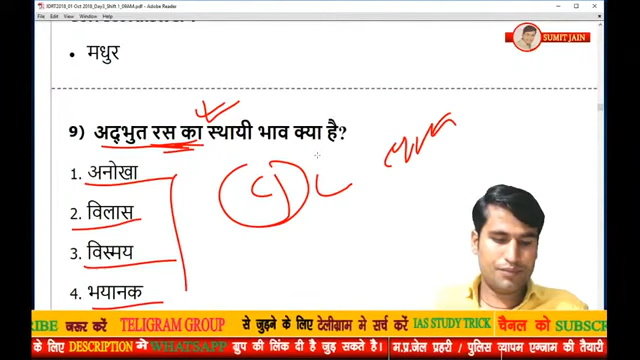 JDRT2018_01 Oct 2018_Day3_Shift 1_09AAA.pdf - Adobe Reader
File Edit View Window Help
SUMIT JAIN
• मधुर
9) अद्भुत रस का स्थायी भाव क्या है?
1. अनोखा
2. विलास
3. विस्मय
4. भयानक
RIBE जरूर करें TELIGRAM GROUP से जुड़ने के लिए टेलीग्राम में सर्च करें IAS STUDY TRICK चैनल को SUBSCR
के लिए DESCRIPTION मे WHATSAPP ग्रुप की लिंक दी है जुड़ सकते है। म.प्र.जेल प्रहरी / पुलिस व्यापम एग्जाम की तैयारी